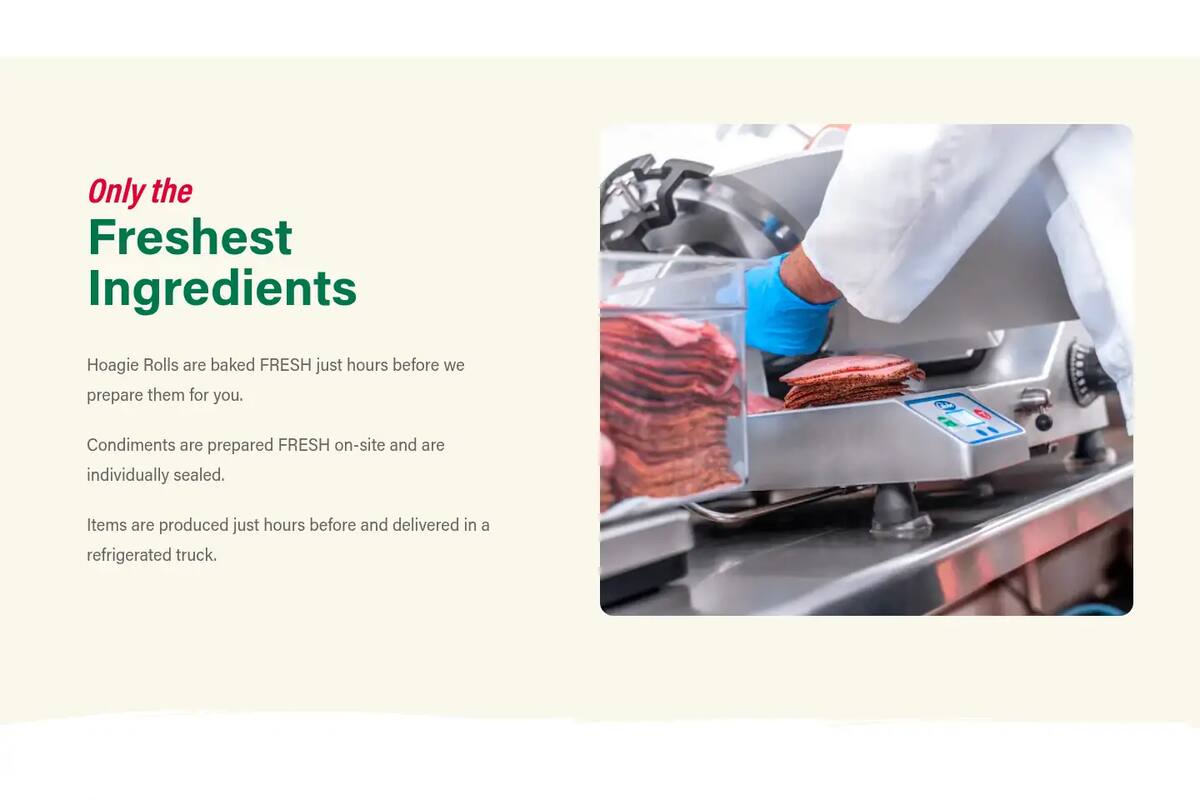 Only the
Freshest
Ingredients
Hoagie Rolls are baked FRESH just hours before we
prepare them for you.
Condiments are prepared FRESH on-site and are
individually sealed.
Items are produced just hours before and delivered in a
refrigerated truck.